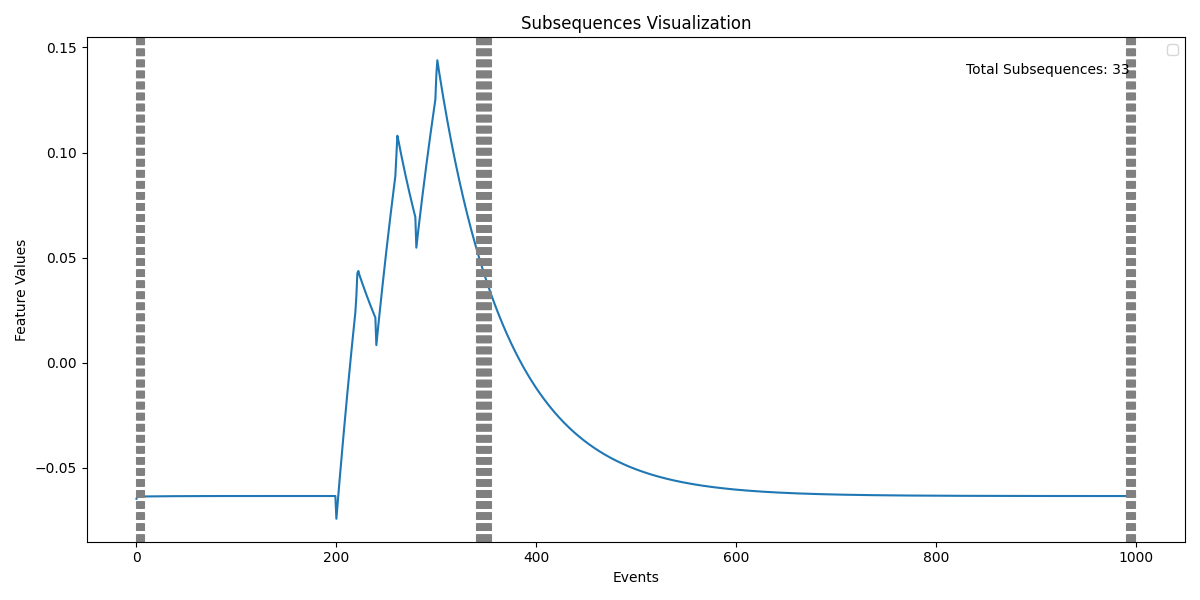 Subsequences Visualization
Total Subsequences: 33
0.15
0.10
0.05
0.00
−0.05
Feature Values
0 200 400 600 800 1000
Events